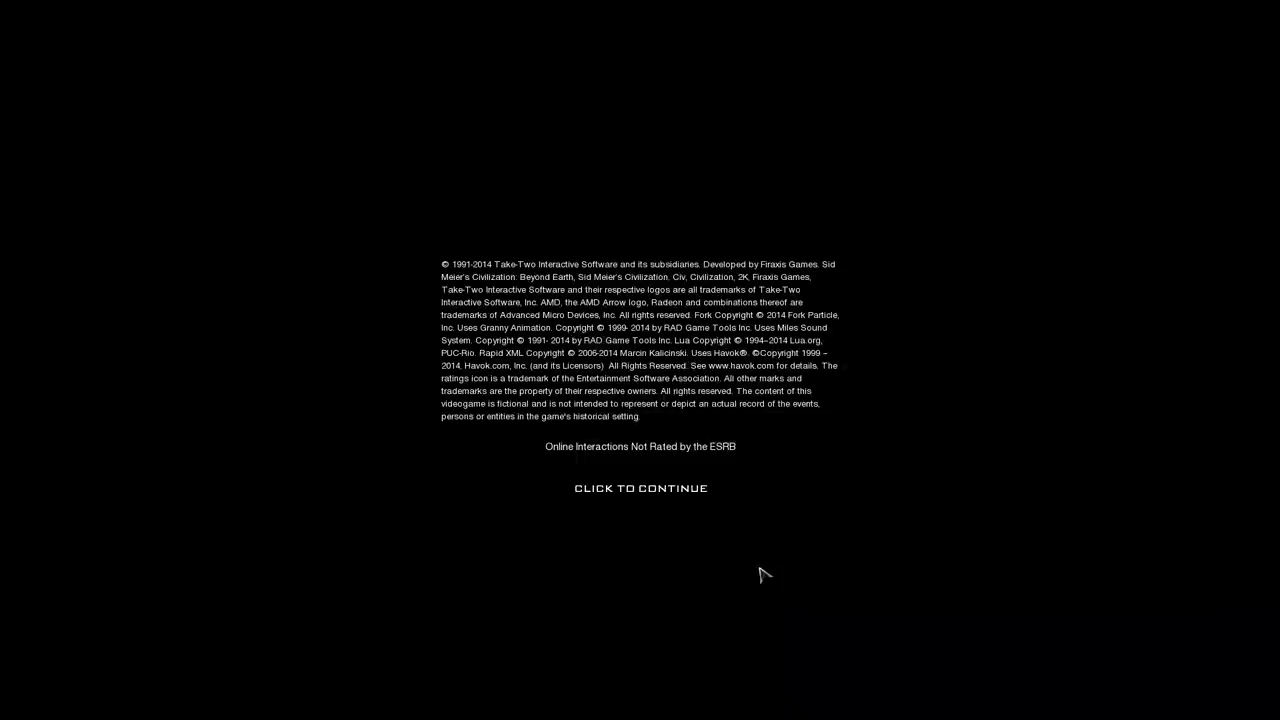 © 1991-2014 Take-Two Interactive Software and its subsidiaries. Developed by Firaxis Games. Sid
Meier's Civilization: Beyond Earth, Sid Meier's Civilization, Civ, Civilization, 2K, Firaxis Games,
Take-Two Interactive Software and their respective logos are all trademarks of Take-Two
Interactive Software, Inc. AMD, the AMD Arrow logo, Radeon and combinations thereof are
trademarks of Advanced Micro Devices, Inc. All rights reserved. Fork Copyright © 2014 Fork Particle,
Inc. Uses Granny Animation. Copyright © 1999- 2014 by RAD Game Tools Inc. Uses Miles Sound
System. Copyright © 1991- 2014 by RAD Game Tools Inc. Lua Copyright © 1994–2014 Lua.org,
PUC-Rio. Rapid XML Copyright © 2006-2014 Marcin Kalicinski. Uses Havok®. ©Copyright 1999 –
2014. Havok.com, Inc. (and its Licensors)  All Rights Reserved. See www.havok.com for details. The
ratings icon is a trademark of the Entertainment Software Association. All other marks and
trademarks are the property of their respective owners. All rights reserved. The content of this
videogame is fictional and is not intended to represent or depict an actual record of the events,
persons or entities in the game's historical setting.
Online Interactions Not Rated by the ESRB
CLICK TO CONTINUE